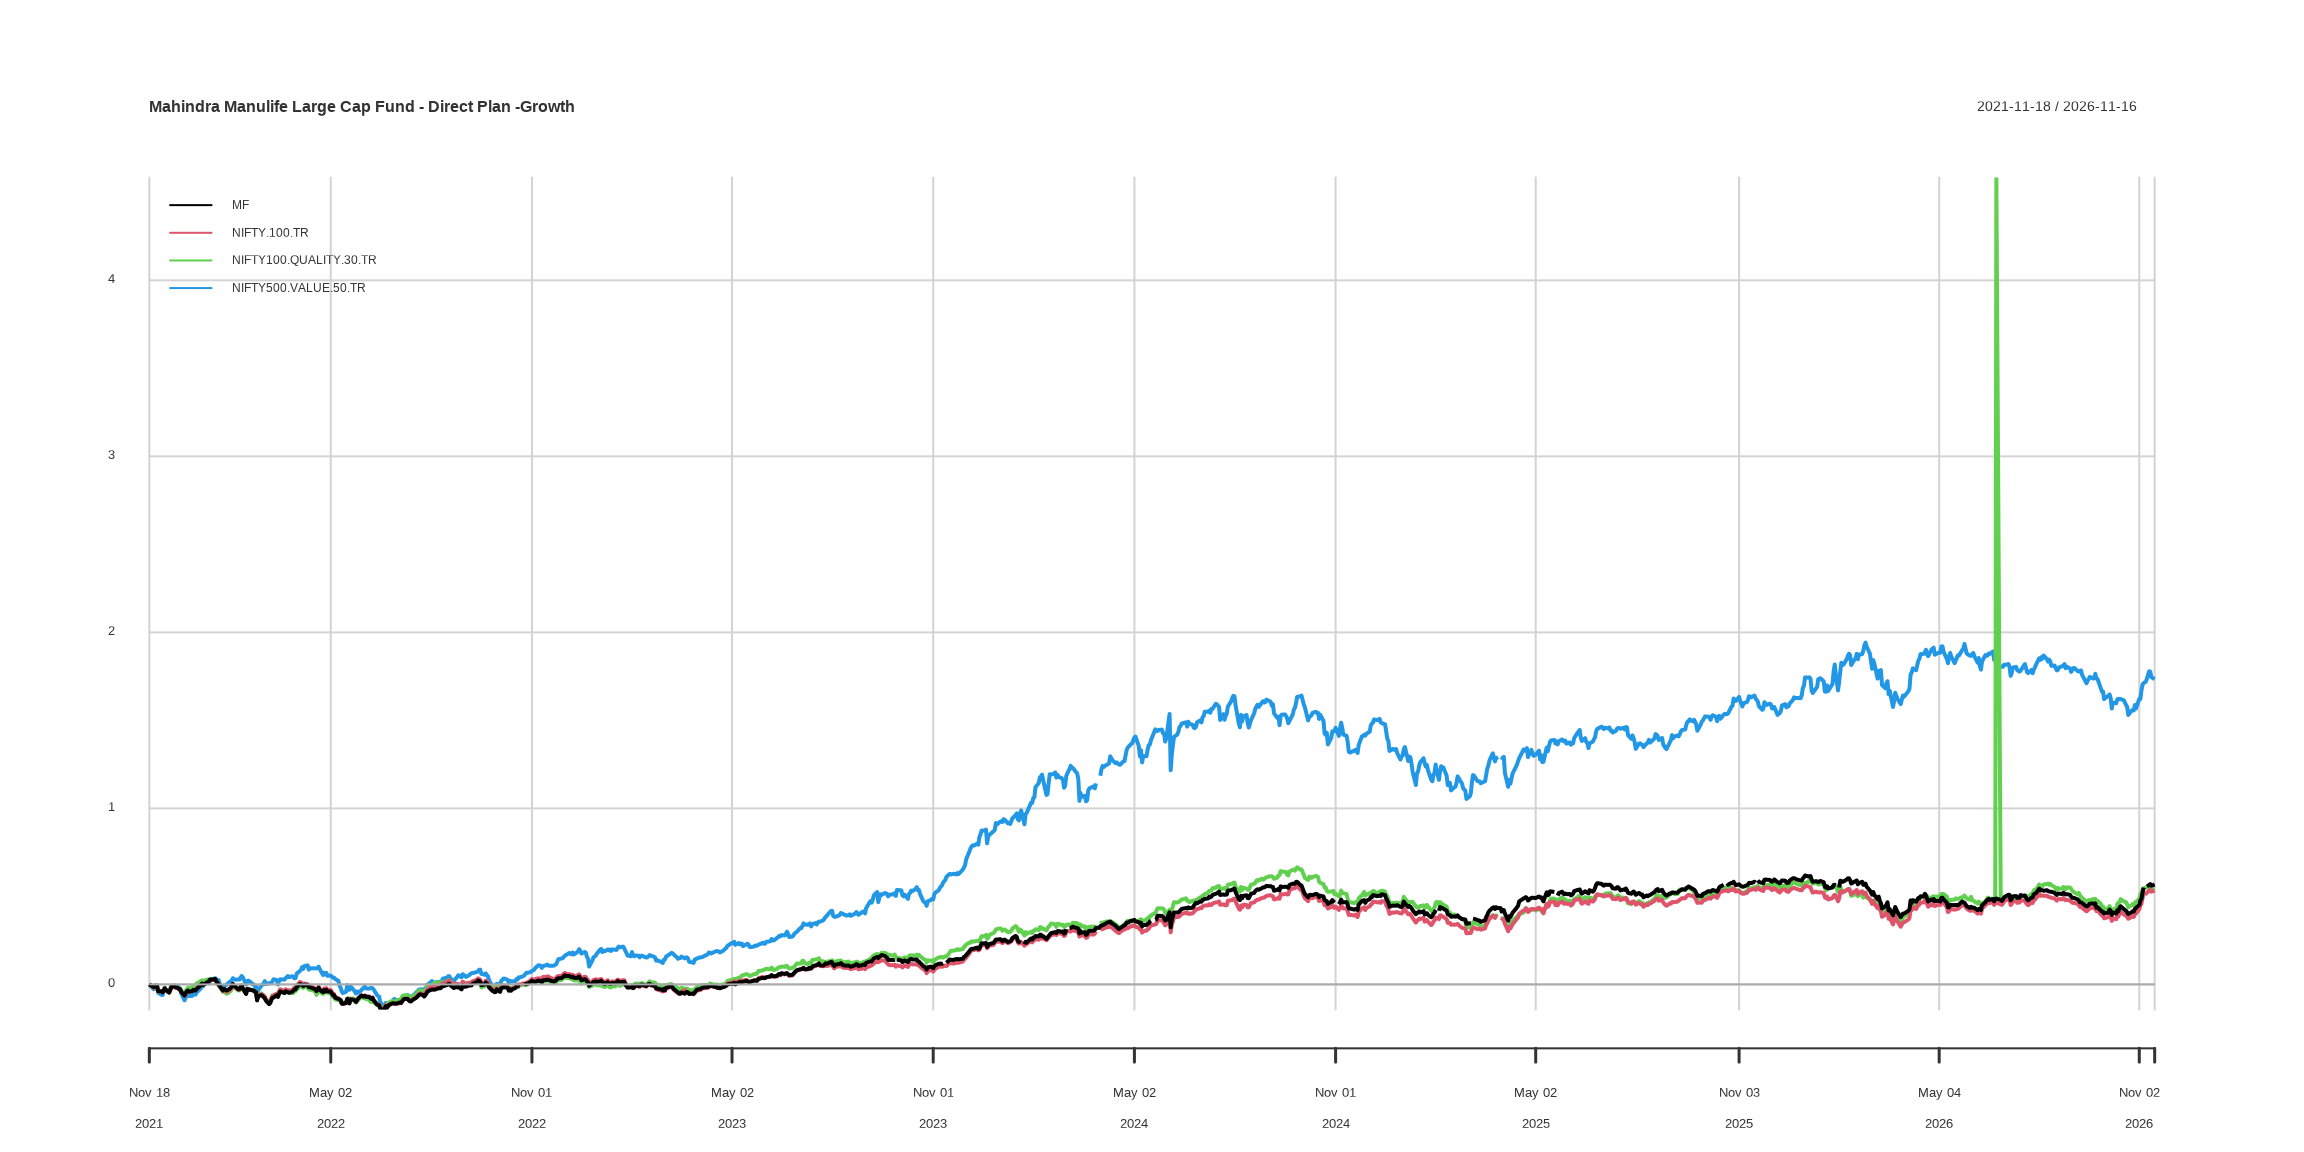 Mahindra Manulife Large Cap Fund - Direct Plan -Growth
2021-11-18 / 2026-11-16
MF
NIFTY.100.TR
NIFTY100.QUALITY.30.TR
NIFTY500.VALUE.50.TR
4
3
2
1
0
Nov 18 May 02 Nov 01 May 02 Nov 01 May 02 Nov 01 May 02 Nov 03 May 04 Nov 02
2021 2022 2022 2023 2023 2024 2024 2025 2025 2026 2026